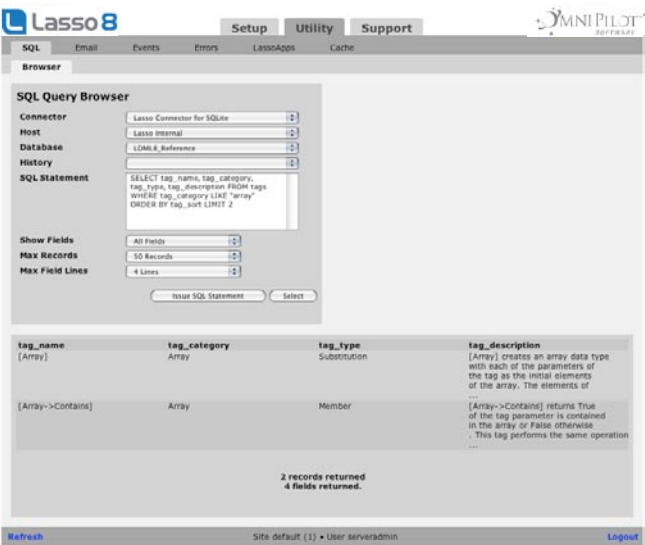 Lasso 8
Setup Utility Support
OMNIPILOT SOFTWARE
SQL Email Events Errors LassoApps Cache
Browser
SQL Query Browser
Connector Lasso Connector for SQLite
Host Lasso Internal
Database LDML8_Reference
History
SQL Statement
SELECT tag_name, tag_category,
tag_type, tag_description FROM tags
WHERE tag_category LIKE "array"
ORDER BY tag_sort LIMIT 2
Show Fields All Fields
Max Records 50 Records
Max Field Lines 4 Lines
Issue SQL Statement Select
tag_name tag_category tag_type tag_description
[Array] Array Substitution [Array] creates an array data type
with each of the parameters of
the tag as the initial elements
of the array. The elements of
...
[Array->Contains] Array Member [Array->Contains] returns True
of the tag parameter is contained
in the array or False otherwise
. This tag performs the same operation
...
2 records returned
4 fields returned.
Refresh Site default (1) • User serveradmin Logout